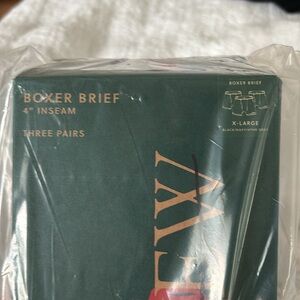 BOXER BRIEF
4" INSEAM
THREE PAIRS
BOXER BRIEF
X-LARGE